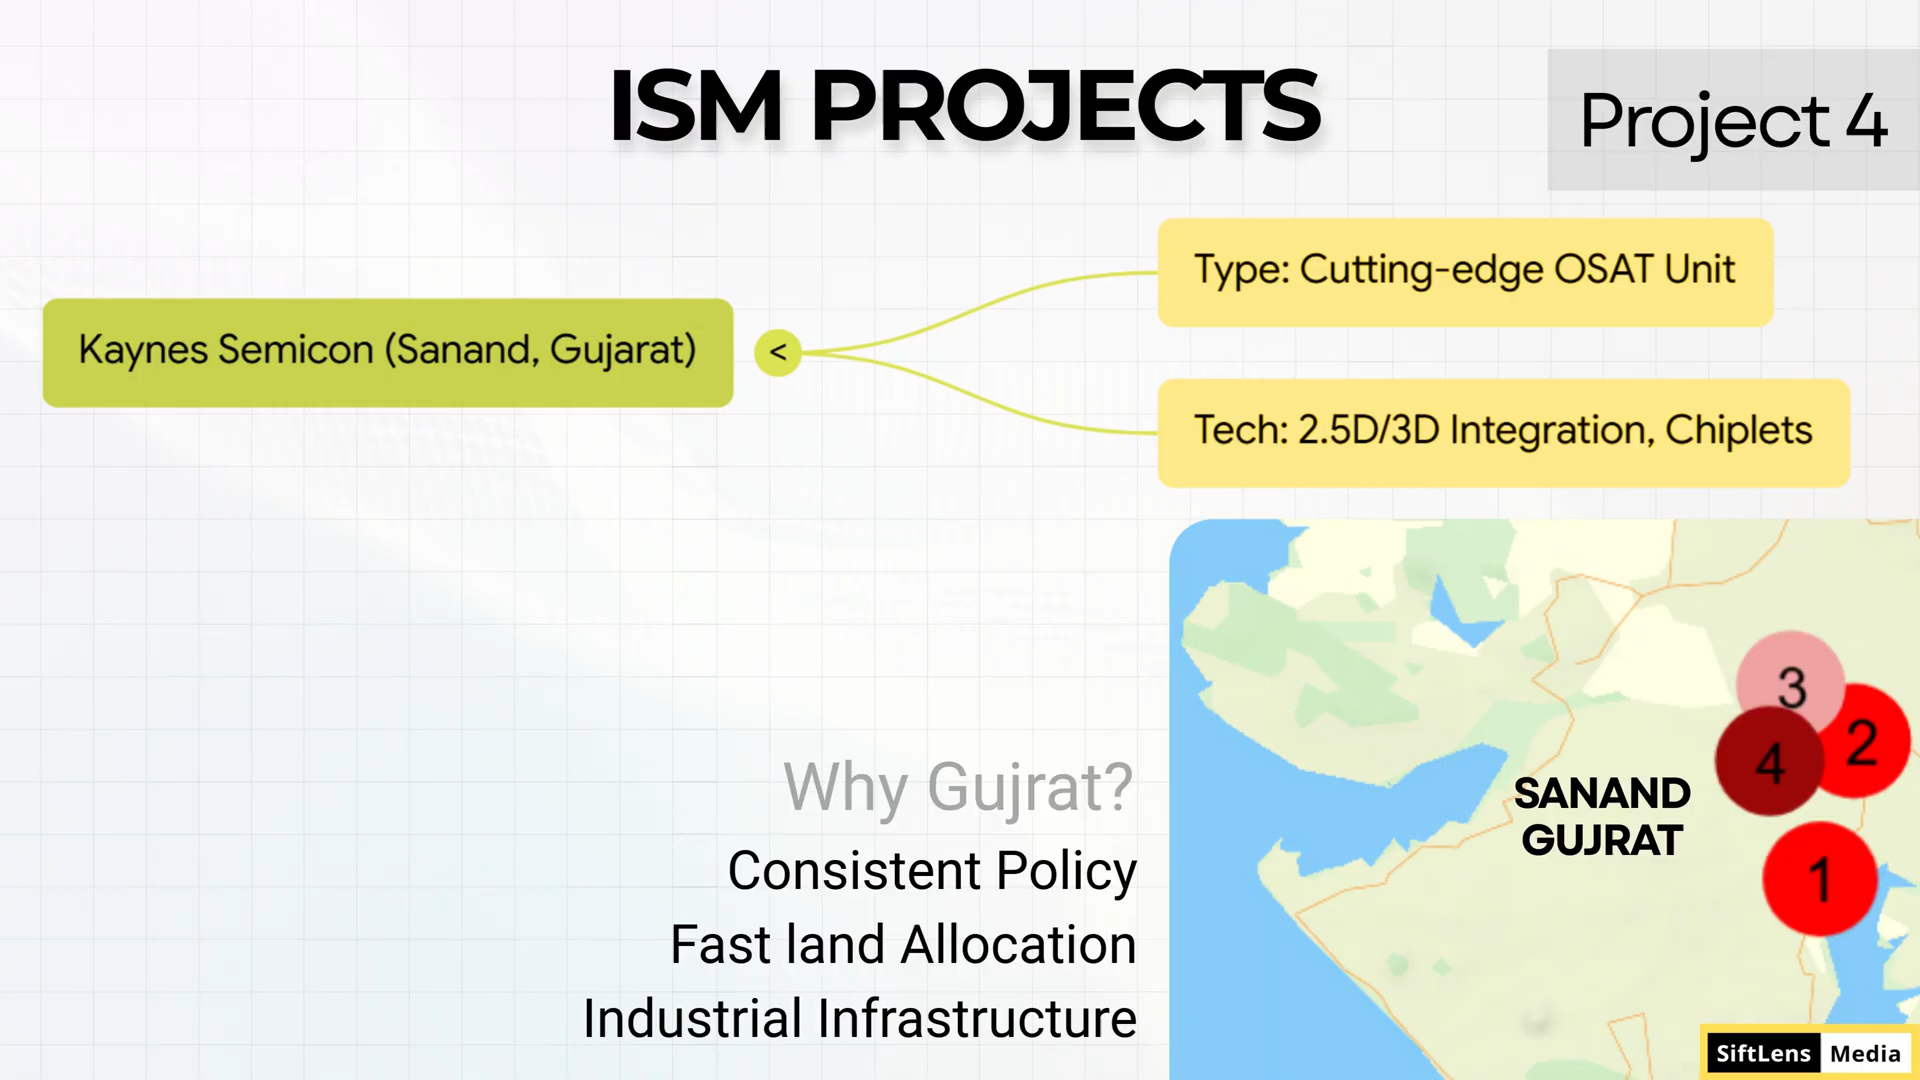 ISM PROJECTS
Project 4
Type: Cutting-edge OSAT Unit
Kaynes Semicon (Sanand, Gujarat)
<
Tech: 2.5D/3D Integration, Chiplets
3
2
4
SANAND
GUJRAT
1
Why Gujrat?
Consistent Policy
Fast land Allocation
Industrial Infrastructure
SiftLens Media